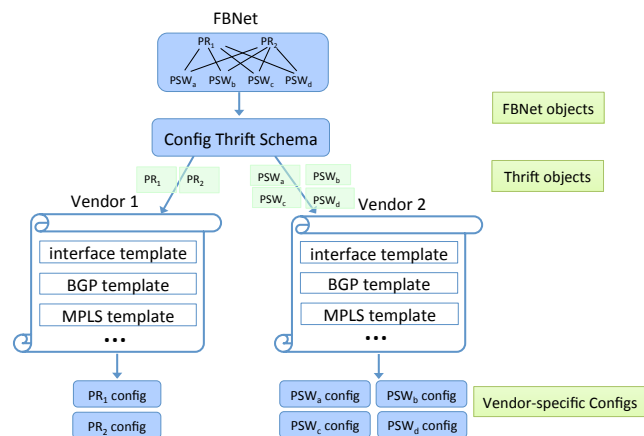 FBNet
PR1 PR2
PSWa PSWb PSWc PSWd
FBNet objects
Config Thrift Schema
PR1 PR2
PSWa PSWb
PSWc PSWd
Thrift objects
Vendor 1
Vendor 2
interface template
BGP template
MPLS template
...
interface template
BGP template
MPLS template
...
PR1 config
PR2 config
PSWa config PSWb config
PSWc config PSWd config
Vendor-specific Configs